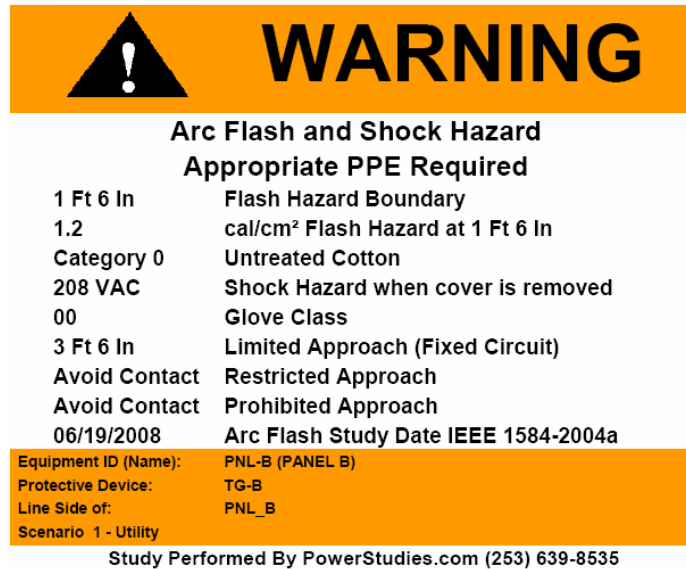 WARNING
Arc Flash and Shock Hazard
Appropriate PPE Required
1 Ft 6 In Flash Hazard Boundary
1.2 cal/cm² Flash Hazard at 1 Ft 6 In
Category 0 Untreated Cotton
208 VAC Shock Hazard when cover is removed
00 Glove Class
3 Ft 6 In Limited Approach (Fixed Circuit)
Avoid Contact Restricted Approach
Avoid Contact Prohibited Approach
06/19/2008 Arc Flash Study Date IEEE 1584-2004a
Equipment ID (Name): PNL-B (PANEL B)
Protective Device: TG-B
Line Side of: PNL_B
Scenario 1 - Utility
Study Performed By PowerStudies.com (253) 639-8535